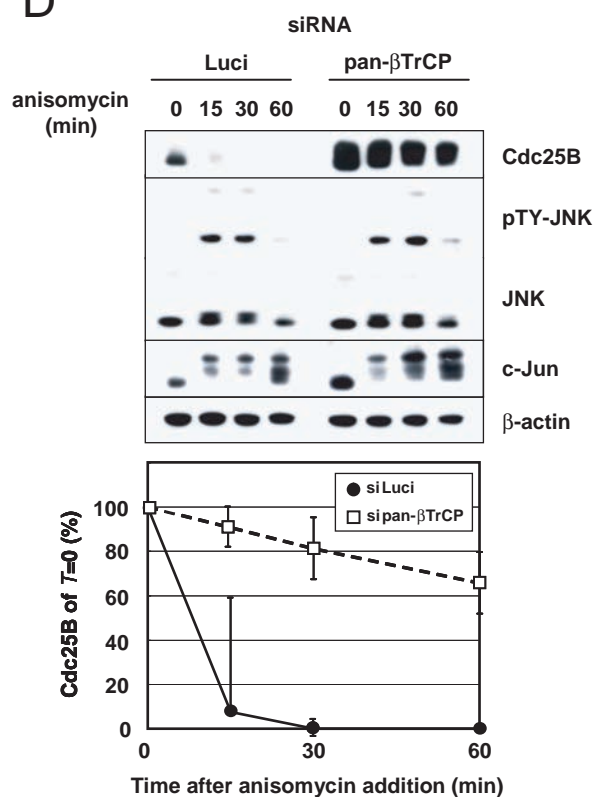 D
siRNA
Luci pan-βTrCP
anisomycin (min) 0 15 30 60 0 15 30 60
Cdc25B
pTY-JNK
JNK
c-Jun
β-actin
siLuci
sipan-βTrCP
Cdc25B of T=0 (%)
100
80
60
40
20
0
0 30 60
Time after anisomycin addition (min)